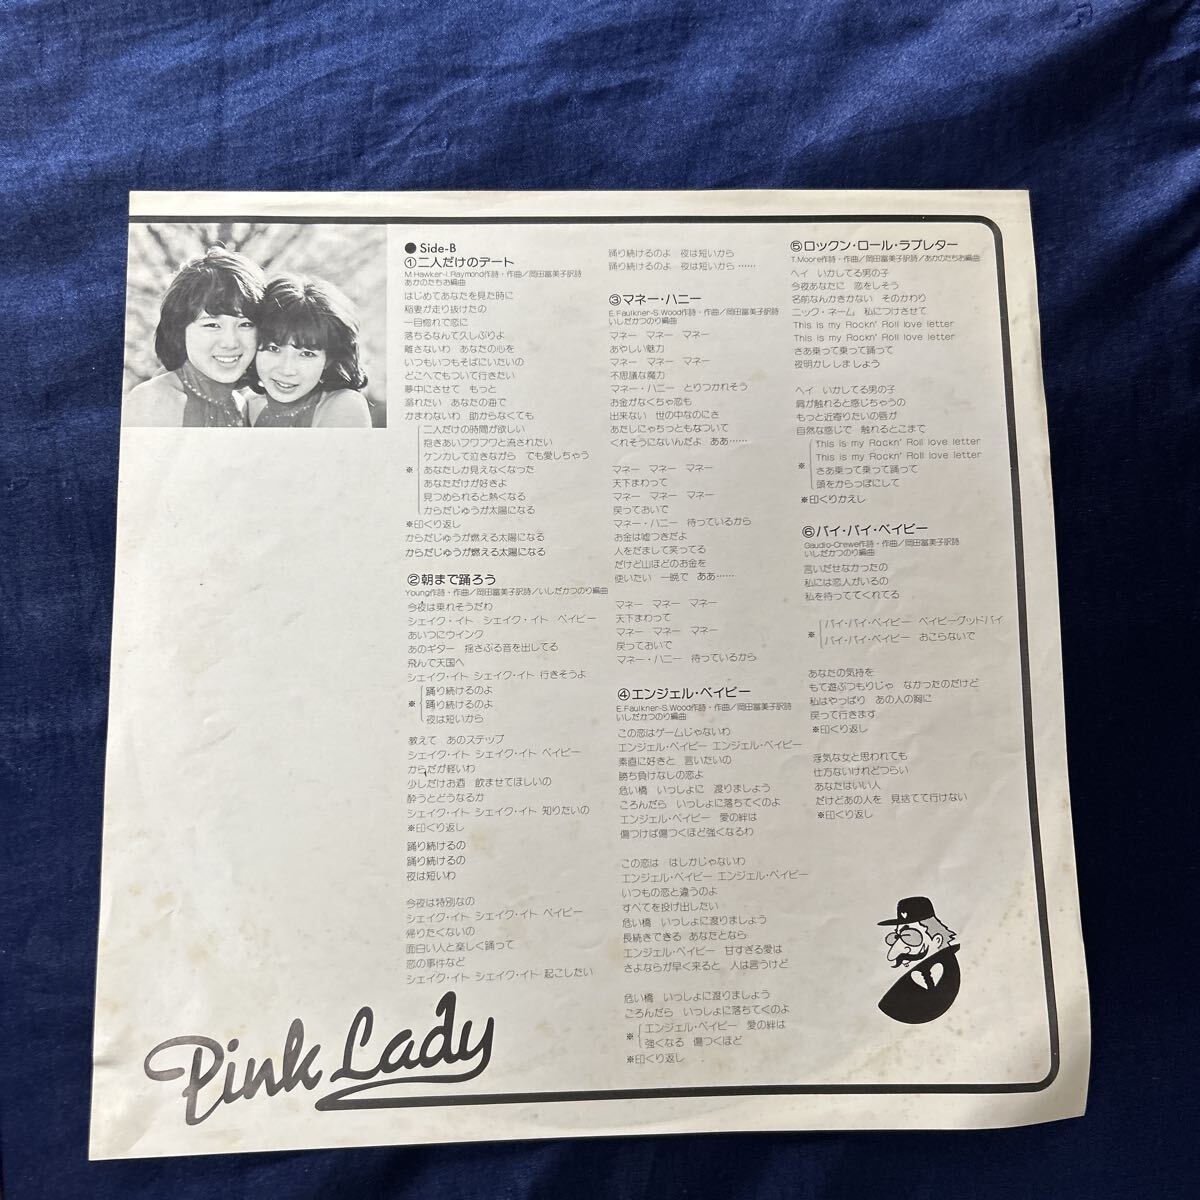 ●Side-B
①二人だけのデート
M.Hawker-I.Raymond作詩・作曲／岡田冨美子訳詩
あかのたちお編曲
はじめてあなたを見た時に
稲妻が走り抜けたの
一目惚れで恋に
落ちるなんて久しぶりよ
離さないわ あなたの心を
いつもいつもそばにいたいの
どこへでもついて行きたい
夢中にさせて もっと
溺れたい あなたの海で
かまわないわ 助からなくても
二人だけの時間が欲しい
抱きあいフワフワと流されたい
ケンカして泣きながら でも愛しちゃう
※ あなたしか見えなくなった
あなただけが好きよ
見つめられると熱くなる
からだじゅうが太陽になる
※印くり返し
からだじゅうが燃える太陽になる
からだじゅうが燃える太陽になる
②朝まで踊ろう
Young作詩・作曲／岡田冨美子訳詩／いしだかつのり編曲
今夜は乗れそうだわ
シェイク・イト シェイク・イト ベイビー
あいつにウインク
あのギター 揺さぶる音を出してる
飛んで天国へ
シェイク・イト シェイク・イト 行きそうよ
踊り続けるのよ
※ 踊り続けるのよ
夜は短いから
教えて あのステップ
シェイク・イト シェイク・イト ベイビー
からだが軽いわ
少しだけお酒 飲ませてほしいの
酔うとどうなるか
シェイク・イト シェイク・イト 知りたいの
※印くり返し
踊り続けるの
踊り続けるの
夜は短いわ
今夜は特別なの
シェイク・イト シェイク・イト ベイビー
帰りたくないの
面白い人と楽しく踊って
恋の事件など
シェイク・イト シェイク・イト 起こしたい
踊り続けるのよ 夜は短いから
踊り続けるのよ 夜は短いから……
③マネー・ハニー
E.Faulkner-S.Wood作詩・作曲／岡田冨美子訳詩
いしだかつのり編曲
マネー マネー マネー
あやしい魅力
マネー マネー マネー
不思議な魔力
マネー・ハニー とりつかれそう
お金がなくちゃ恋も
出来ない 世の中なのにさ
あたしにゃちっともなついて
くれそうにないんだよ ああ……
マネー マネー マネー
天下まわって
マネー マネー マネー
戻っておいで
マネー・ハニー 待っているから
お金は嘘つきだよ
人をだまして笑ってる
だけど山ほどのお金を
使いたい 一晩で ああ……
マネー マネー マネー
天下まわって
マネー マネー マネー
戻っておいで
マネー・ハニー 待っているから
④エンジェル・ベイビー
E.Faulkner-S.Wood作詩・作曲／岡田冨美子訳詩
いしだかつのり編曲
この恋はゲームじゃないわ
エンジェル・ベイビー エンジェル・ベイビー
素直に好きと 言いたいの
勝ち負けなしの恋よ
危い橋 いっしょに 渡りましょう
ころんだら いっしょに落ちてくのよ
エンジェル・ベイビー 愛の絆は
傷つけば傷つくほど強くなるわ
この恋は はしかじゃないわ
エンジェル・ベイビー エンジェル・ベイビー
いつもの恋と違うのよ
すべてを投げ出したい
危い橋 いっしょに渡りましょう
長続きできる あなたとなら
エンジェル・ベイビー 甘すぎる愛は
さよならが早く来ると 人は言うけど
危い橋 いっしょに渡りましょう
ころんだら いっしょに落ちてくのよ
※ エンジェル・ベイビー 愛の絆は
強くなる 傷つくほど
※印くり返し
⑤ロックン・ロール・ラブレター
T.Moore作詩・作曲／岡田冨美子訳詩／あかのたちお編曲
ヘイ いかしてる男の子
今夜あなたに 恋をしそう
名前なんかきかない そのかわり
ニック・ネーム 私につけさせて
This is my Rockn' Roll love letter
This is my Rockn' Roll love letter
さあ乗って乗って踊って
夜明かししましょう
ヘイ いかしてる男の子
肩が触れると感じちゃうの
もっと近寄りたいの唇が
自然な感じで 触れるとこまで
This is my Rockn' Roll love letter
This is my Rockn' Roll love letter
※ さあ乗って乗って踊って
頭をからっぽにして
※印くりかえし
⑥バイ・バイ・ベイビー
Gaudio-Crewe作詩・作曲／岡田冨美子訳詩
いしだかつのり編曲
言いだせなかったの
私には恋人がいるの
私を待っててくれてる
※ バイ・バイ・ベイビー ベイビーグッドバイ
バイ・バイ・ベイビー おこらないで
あなたの気持を
もて遊ぶつもりじゃ なかったのだけど
私はやっぱり あの人の胸に
戻って行きます
※印くり返し
浮気な女と思われても
仕方ないけれどつらい
あなたはいい人
だけどあの人を 見捨てて行けない
※印くり返し
Pink Lady